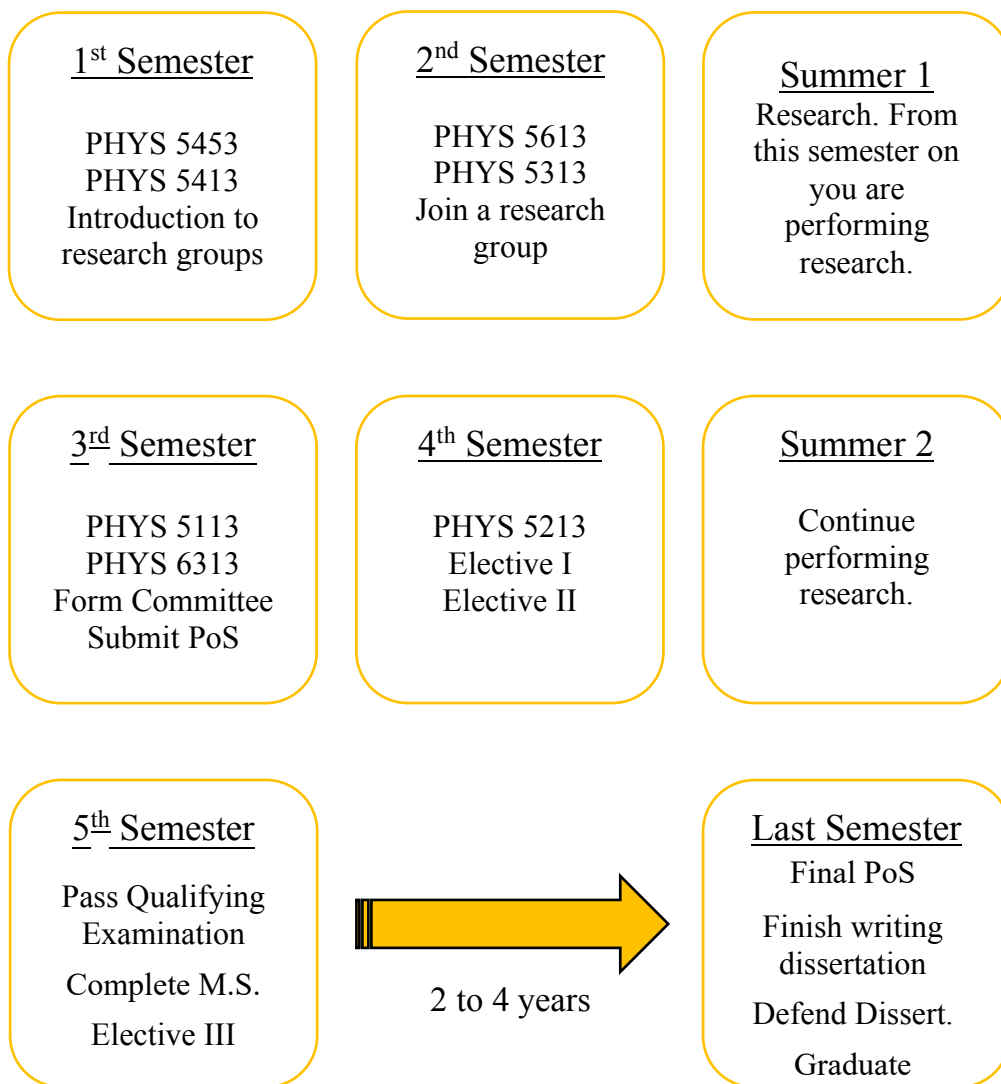 1st Semester
PHYS 5453
PHYS 5413
Introduction to
research groups
2nd Semester
PHYS 5613
PHYS 5313
Join a research
group
Summer 1
Research. From
this semester on
you are
performing
research.
3rd Semester
PHYS 5113
PHYS 6313
Form Committee
Submit PoS
4th Semester
PHYS 5213
Elective I
Elective II
Summer 2
Continue
performing
research.
5th Semester
Pass Qualifying
Examination
Complete M.S.
Elective III
2 to 4 years
Last Semester
Final PoS
Finish writing
dissertation
Defend Dissert.
Graduate